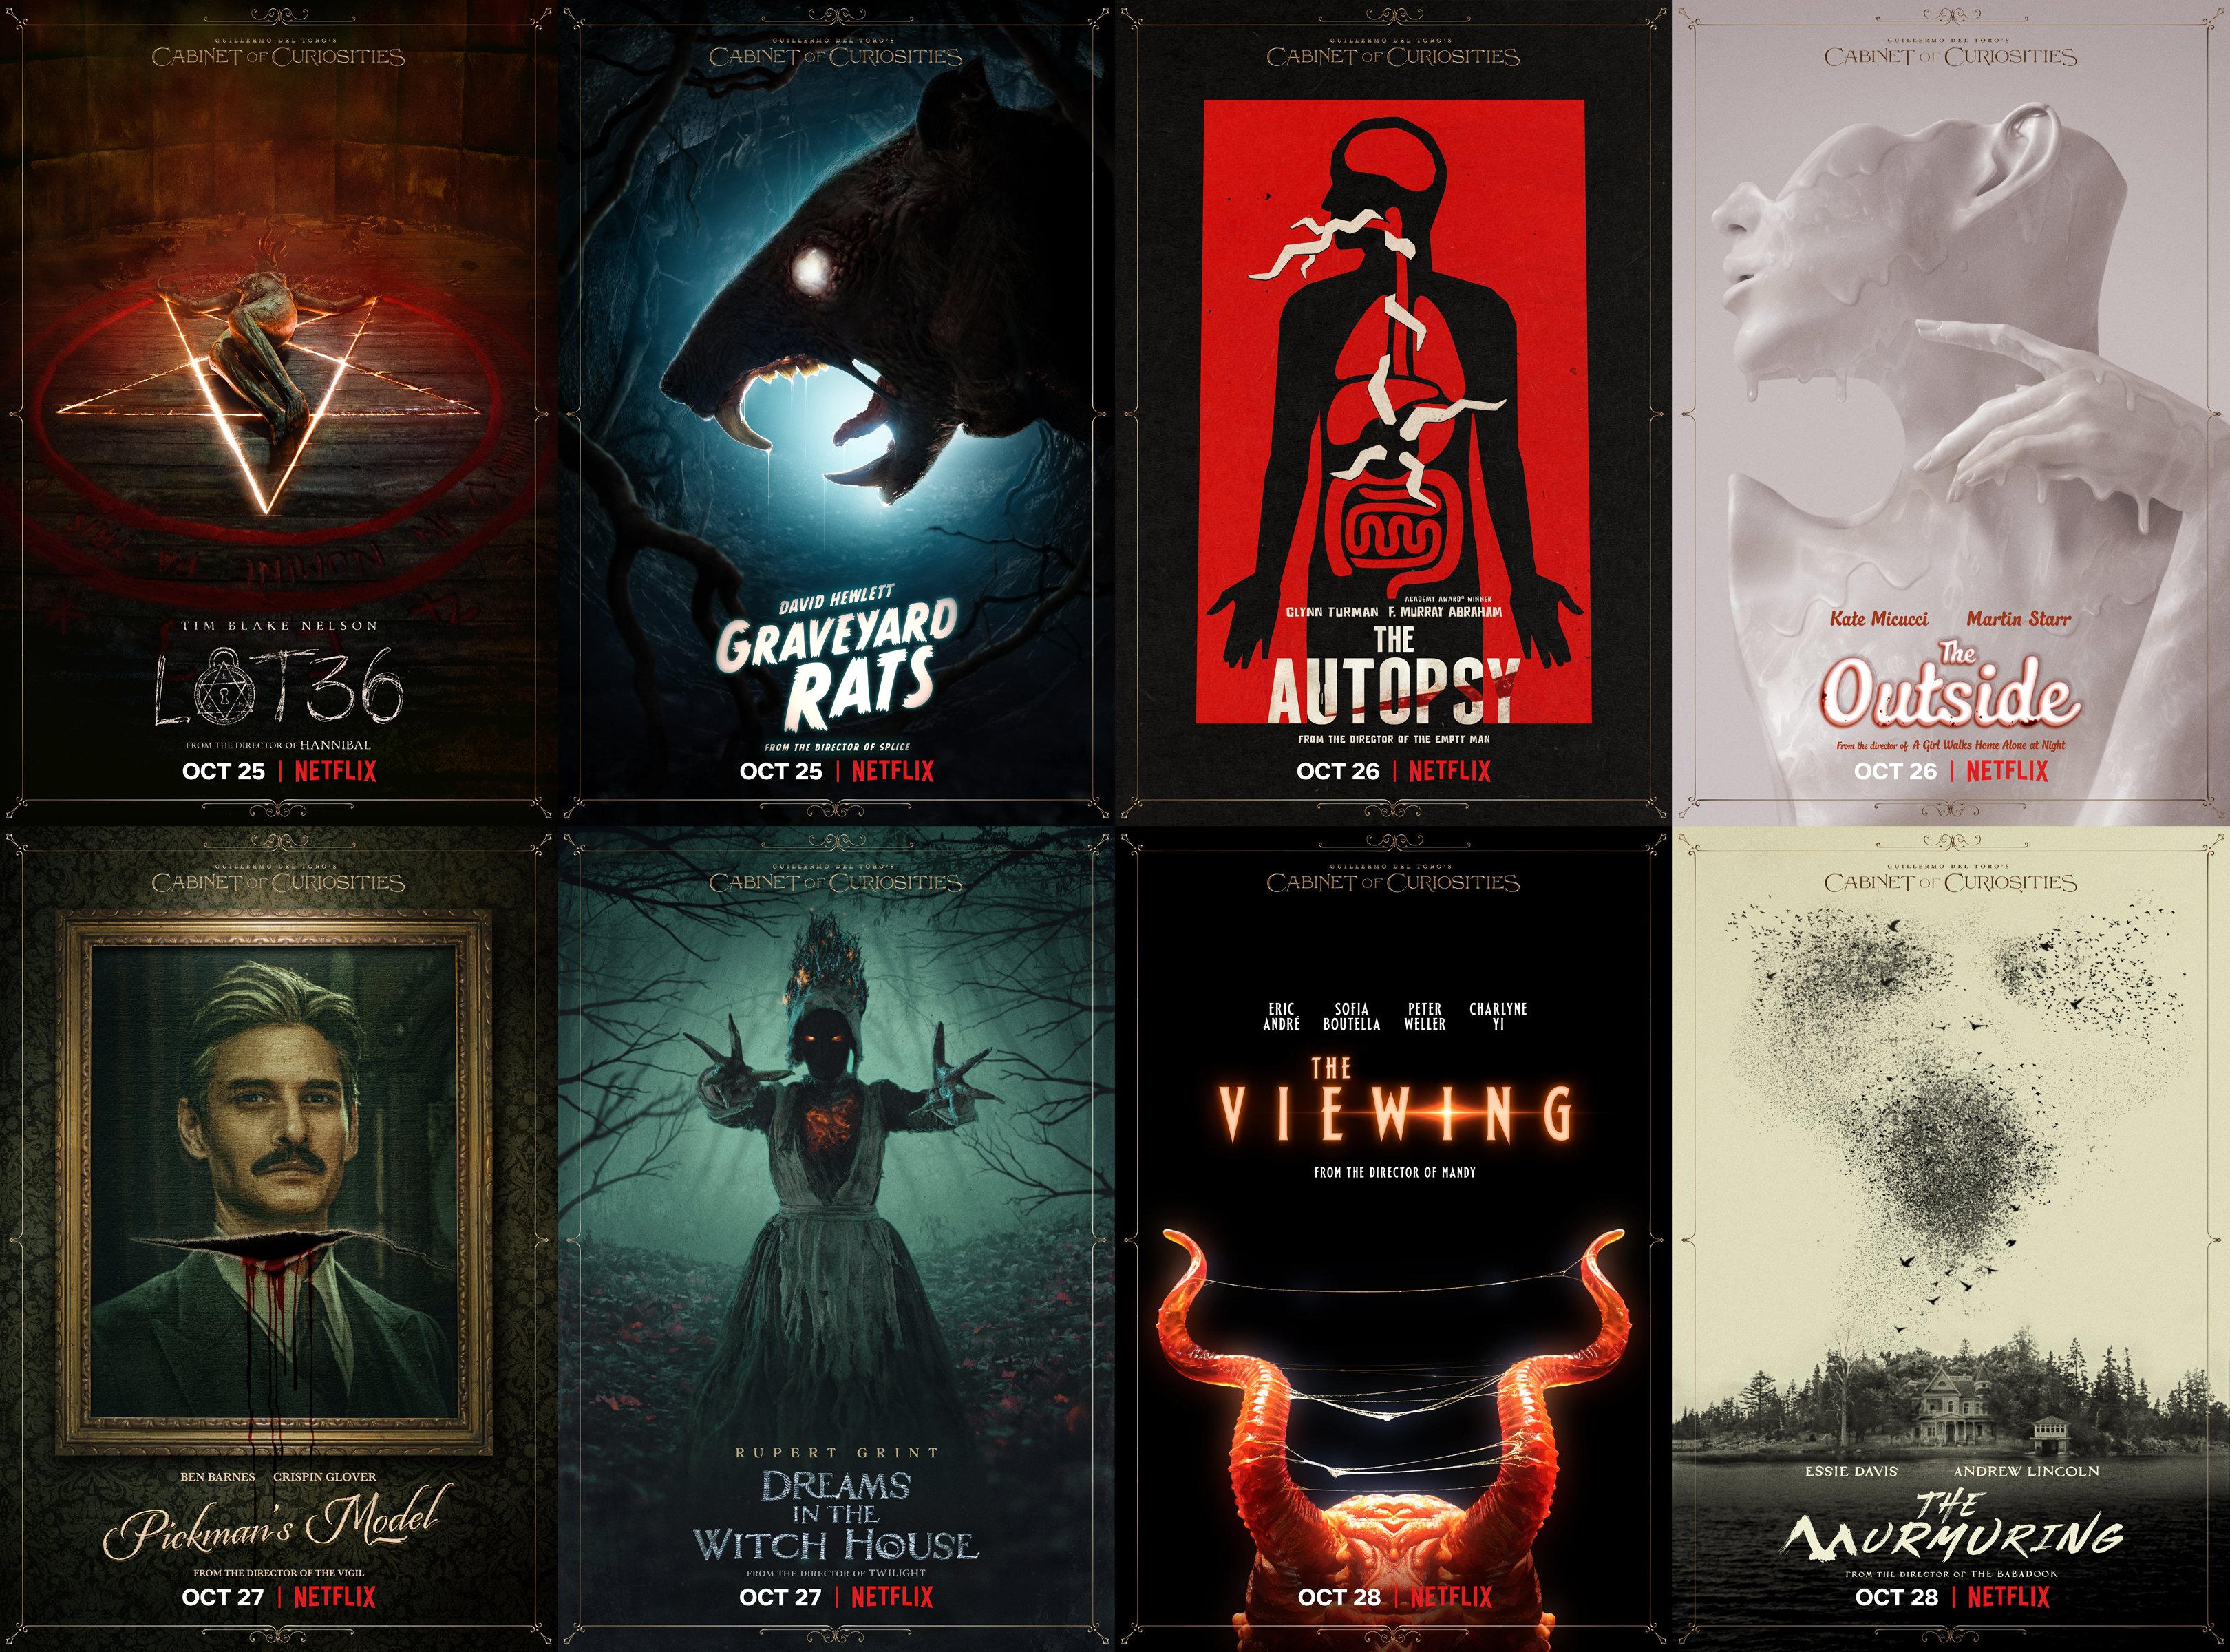 GUILLERMO DEL TORO'S
CABINET OF CURIOSITIES
TIM BLAKE NELSON
LOT36
FROM THE DIRECTOR OF HANNIBAL
OCT 25 | NETFLIX
GUILLERMO DEL TORO'S
CABINET OF CURIOSITIES
DAVID HEWLETT
GRAVEYARD
RATS
FROM THE DIRECTOR OF SPLICE
OCT 25 | NETFLIX
GUILLERMO DEL TORO'S
CABINET OF CURIOSITIES
ACADEMY AWARD® WINNER
GLYNN TURMAN F. MURRAY ABRAHAM
THE
AUTOPSY
FROM THE DIRECTOR OF THE EMPTY MAN
OCT 26 | NETFLIX
GUILLERMO DEL TORO'S
CABINET OF CURIOSITIES
Kate Micucci Martin Starr
The
Outside
From the director of A Girl Walks Home Alone at Night
OCT 26 | NETFLIX
GUILLERMO DEL TORO'S
CABINET OF CURIOSITIES
BEN BARNES CRISPIN GLOVER
Pickman's Model
FROM THE DIRECTOR OF THE VIGIL
OCT 27 | NETFLIX
GUILLERMO DEL TORO'S
CABINET OF CURIOSITIES
RUPERT GRINT
DREAMS
IN THE
WITCH HOUSE
FROM THE DIRECTOR OF TWILIGHT
OCT 27 | NETFLIX
GUILLERMO DEL TORO'S
CABINET OF CURIOSITIES
ERIC ANDRÉ SOFIA BOUTELLA PETER WELLER CHARLYNE YI
THE
VIEWING
FROM THE DIRECTOR OF MANDY
OCT 28 | NETFLIX
GUILLERMO DEL TORO'S
CABINET OF CURIOSITIES
ESSIE DAVIS ANDREW LINCOLN
THE
MURMURING
FROM THE DIRECTOR OF THE BABADOOK
OCT 28 | NETFLIX